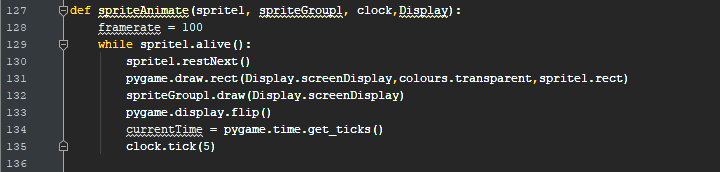 127 def spriteAnimate(sprite1, spriteGroup1, clock,Display):
128 framerate = 100
129 while sprite1.alive():
130 sprite1.restNext()
131 pygame.draw.rect(Display.screenDisplay,colours.transparent,sprite1.rect)
132 spriteGroup1.draw(Display.screenDisplay)
133 pygame.display.flip()
134 currentTime = pygame.time.get_ticks()
135 clock.tick(5)
136